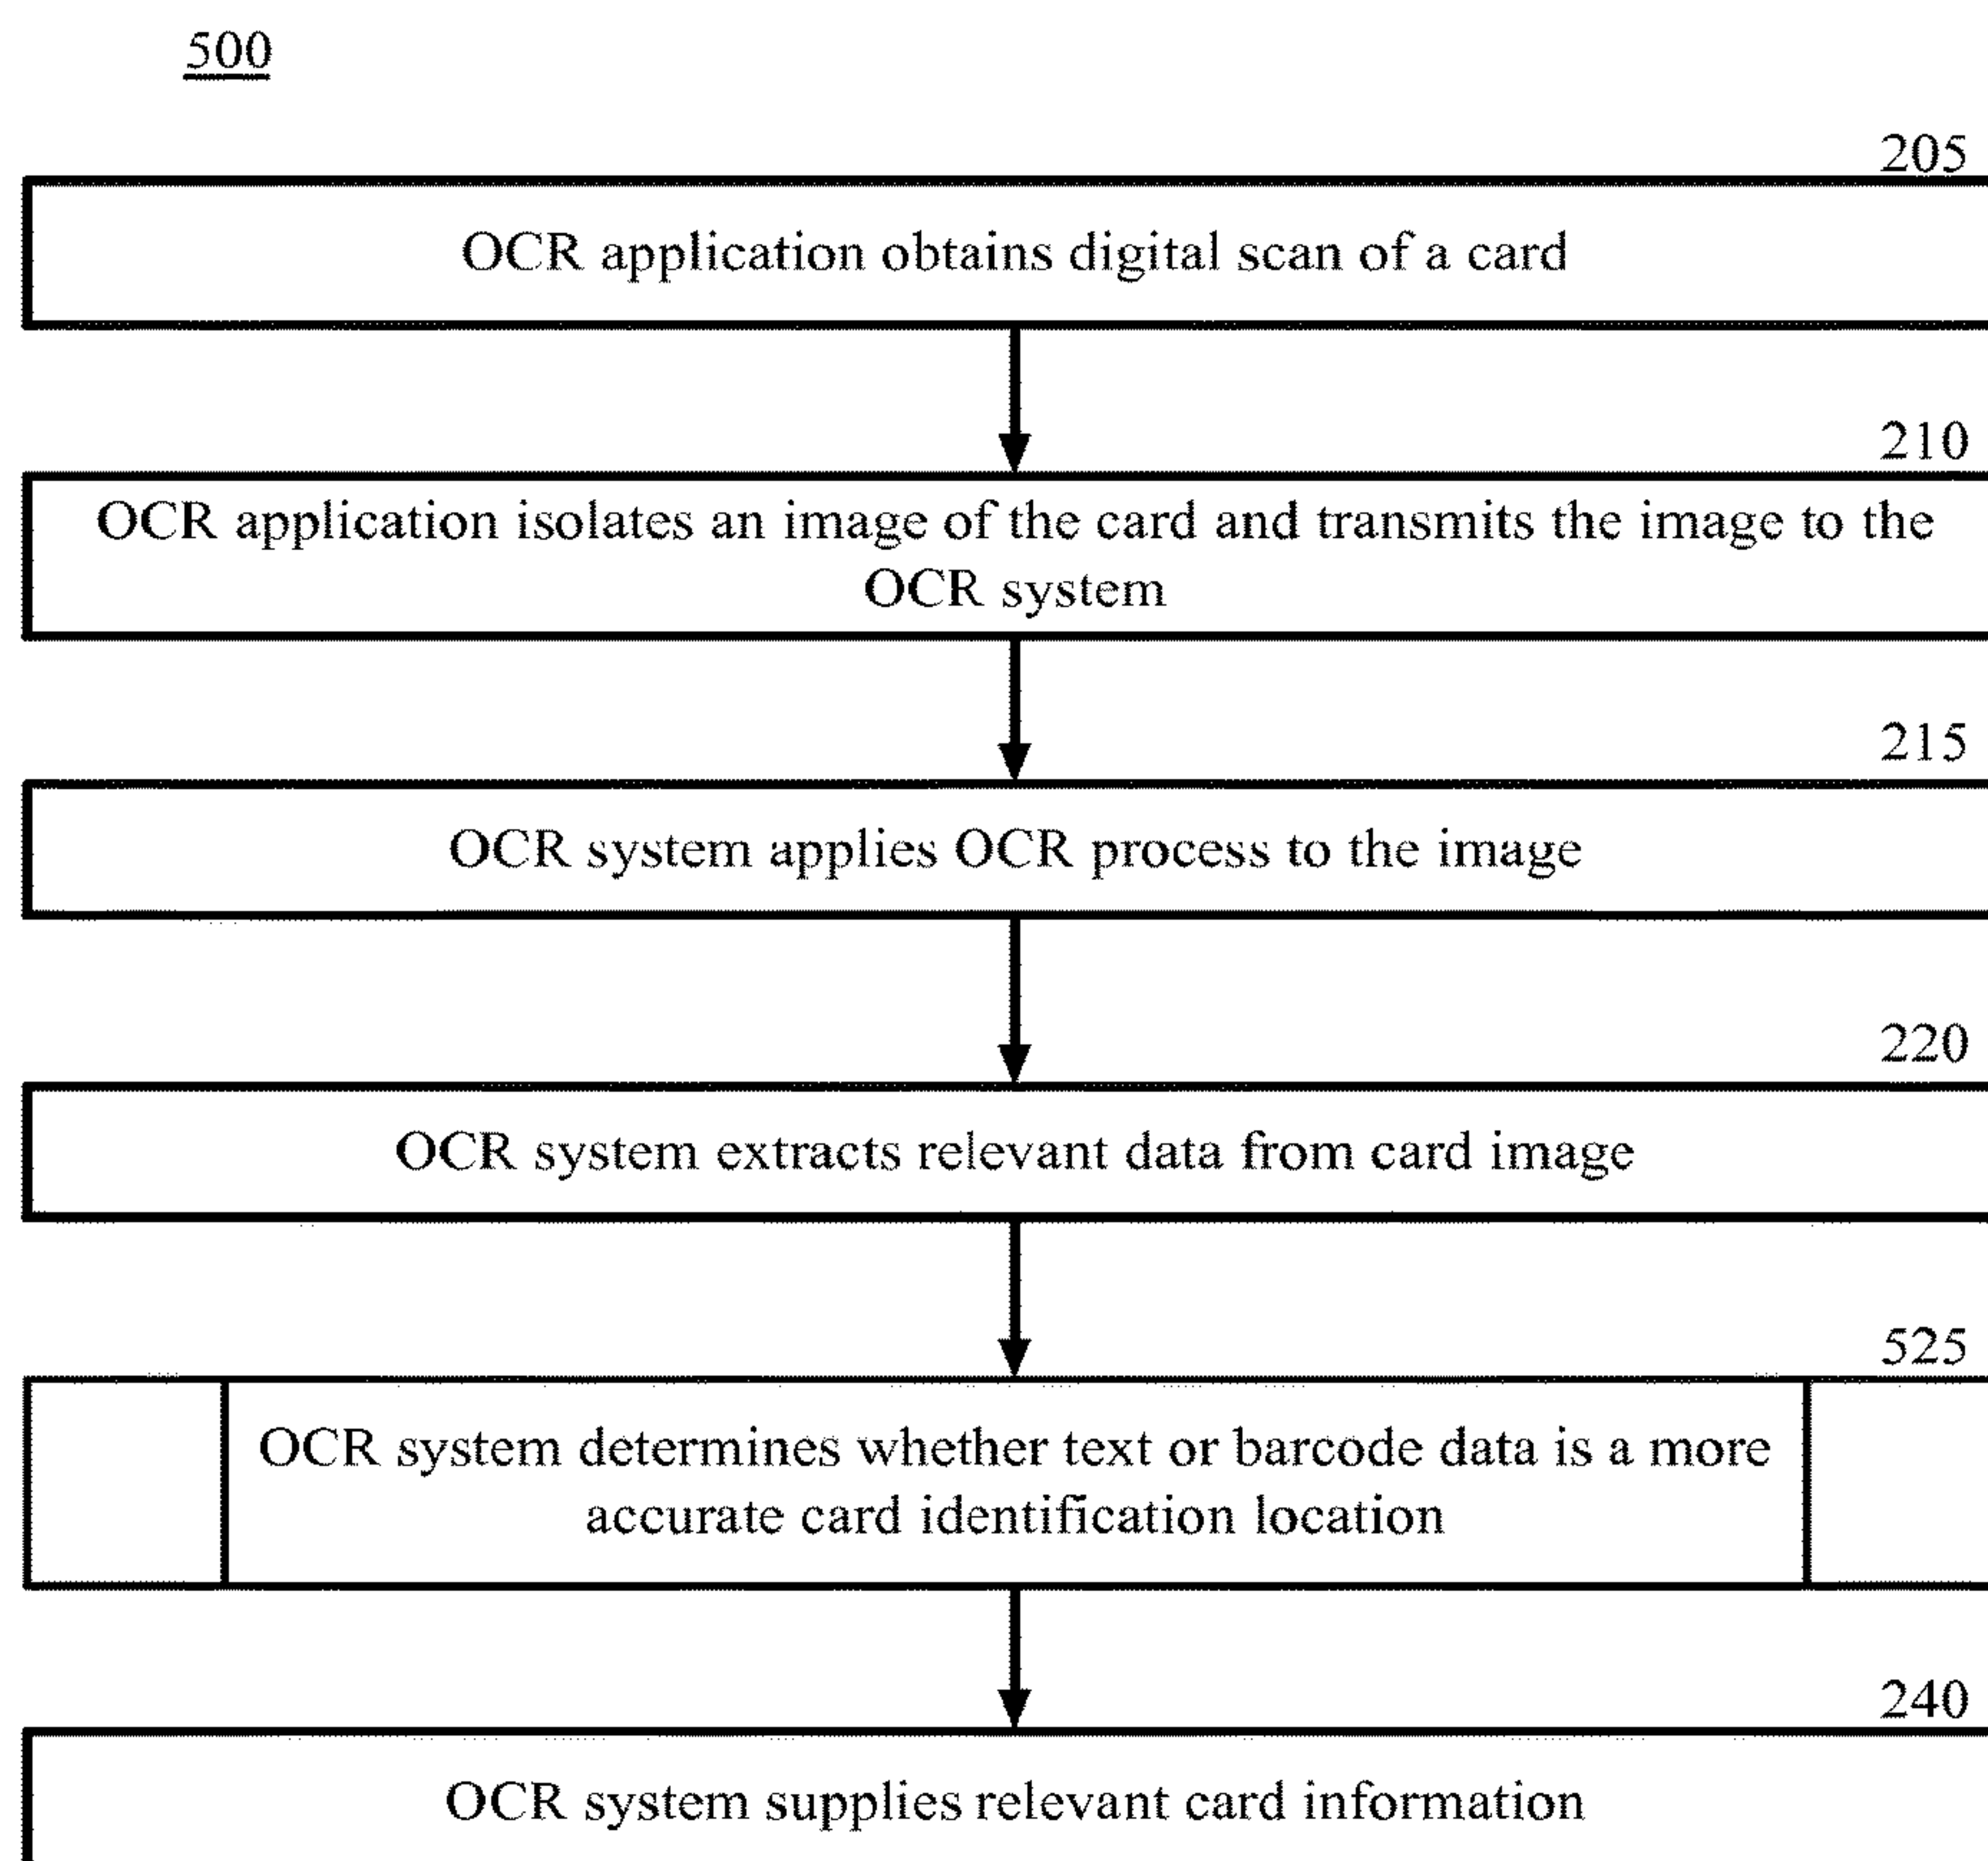 500
205
OCR application obtains digital scan of a card
210
OCR application isolates an image of the card and transmits the image to the
OCR system
215
OCR system applies OCR process to the image
220
OCR system extracts relevant data from card image
525
OCR system determines whether text or barcode data is a more
accurate card identification location
240
OCR system supplies relevant card information